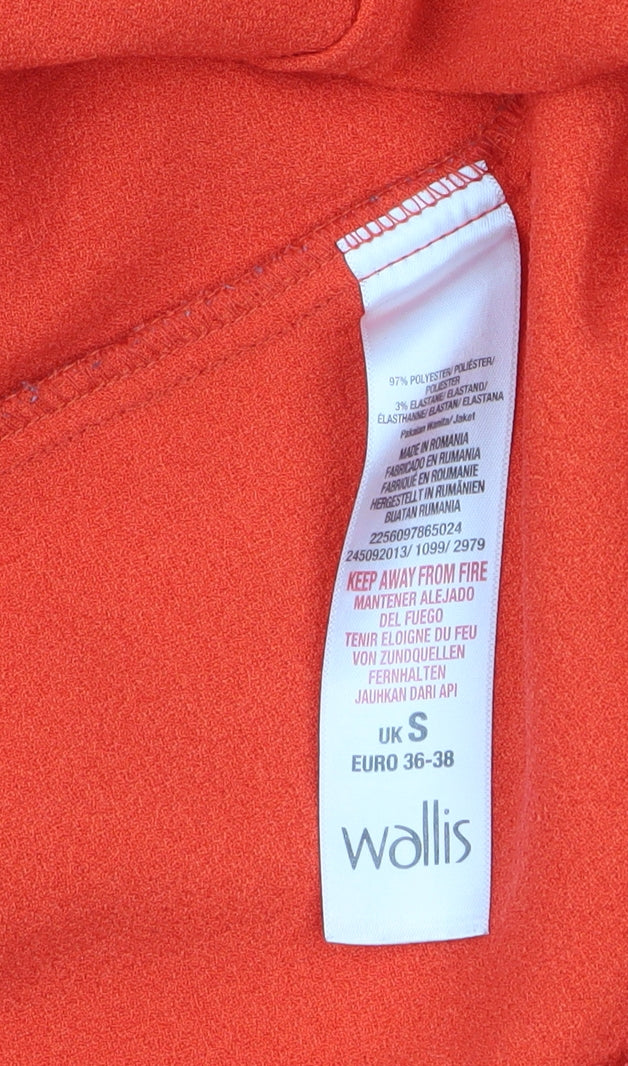 97% POLYESTER/ POLIÉSTER/
POLIESTER
3% ELASTANE/ ELASTANO/
ÉLASTHANNE/ ELASTAN/ ELASTANA
Pakaian Wanita/ Jaket
MADE IN ROMANIA
FABRICADO EN RUMANIA
FABRIQUÉ EN ROUMANIE
HERGESTELLT IN RUMÄNIEN
BUATAN RUMANIA
2256097865024
245092013/ 1099/ 2979
KEEP AWAY FROM FIRE
MANTENER ALEJADO
DEL FUEGO
TENIR ELOIGNE DU FEU
VON ZUNDQUELLEN
FERNHALTEN
JAUHKAN DARI API
UK S
EURO 36-38
wallis